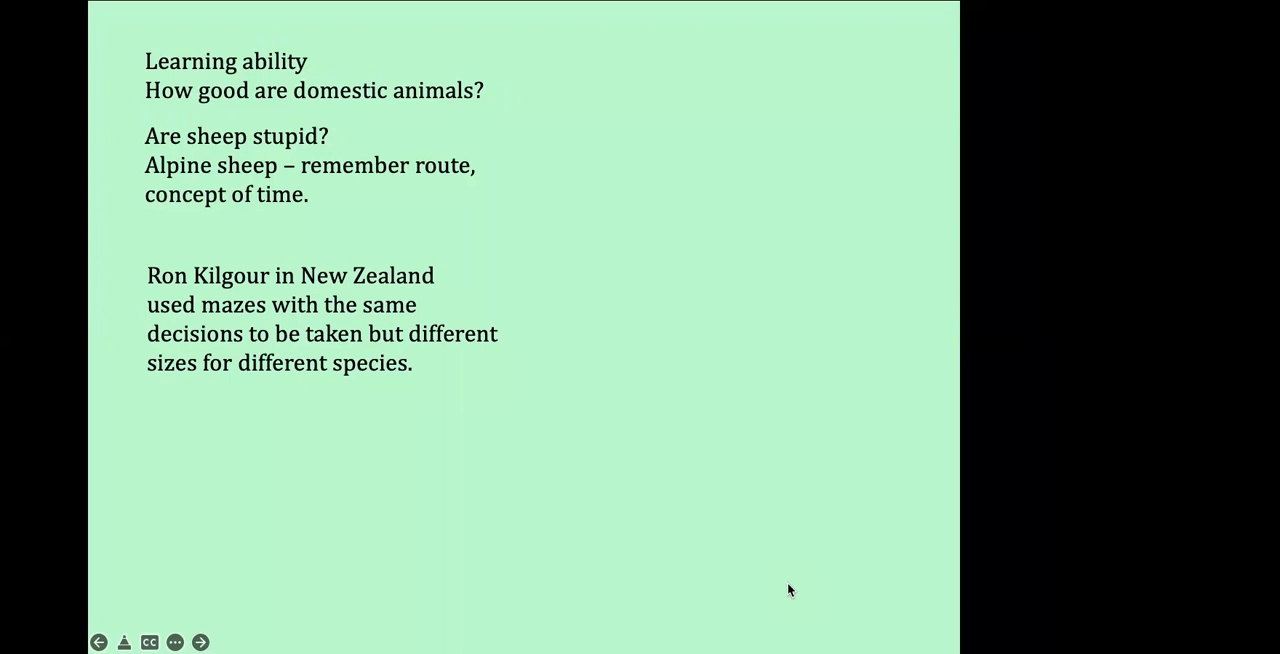 Learning ability
How good are domestic animals?
Are sheep stupid?
Alpine sheep – remember route,
concept of time.
Ron Kilgour in New Zealand
used mazes with the same
decisions to be taken but different
sizes for different species.
CC